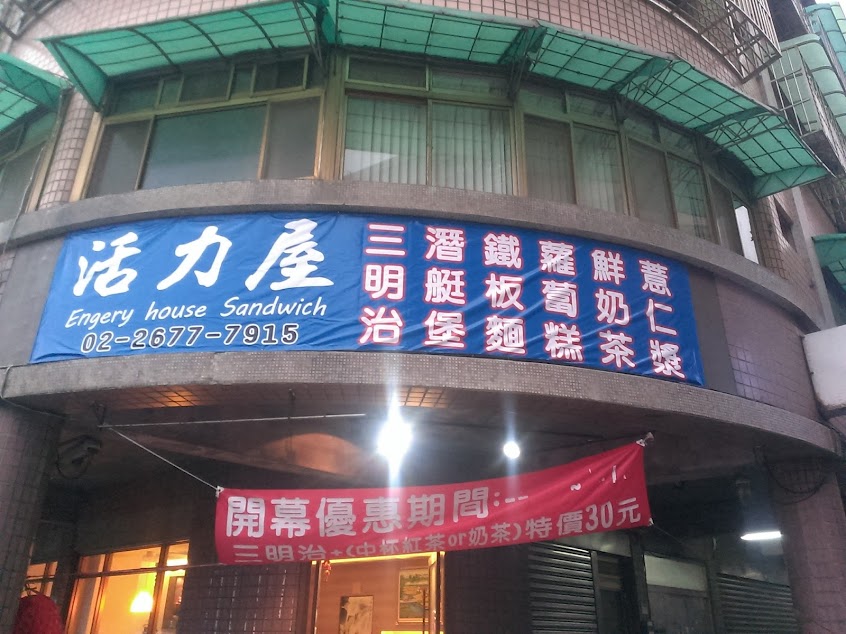 活力屋
Engery house Sandwich
02-2677-7915
三明治
潛艇堡
鐵板麵
蘿蔔糕
鮮奶茶
薏仁漿
開幕優惠期間:-- ~
三明治+(中杯紅茶or奶茶)特價30元